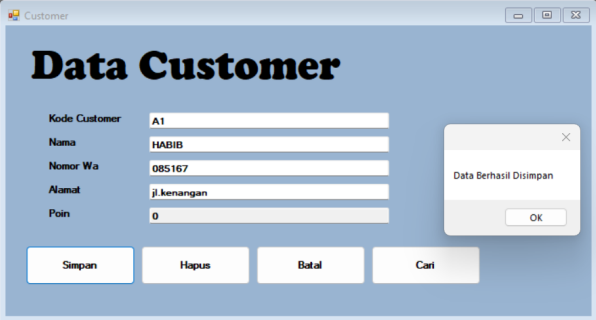 Customer
Data Customer
Kode Customer A1
Nama HABIB
Nomor Wa 085167
Alamat jl.kenangan
Poin 0
Data Berhasil Disimpan
OK
Simpan Hapus Batal Cari